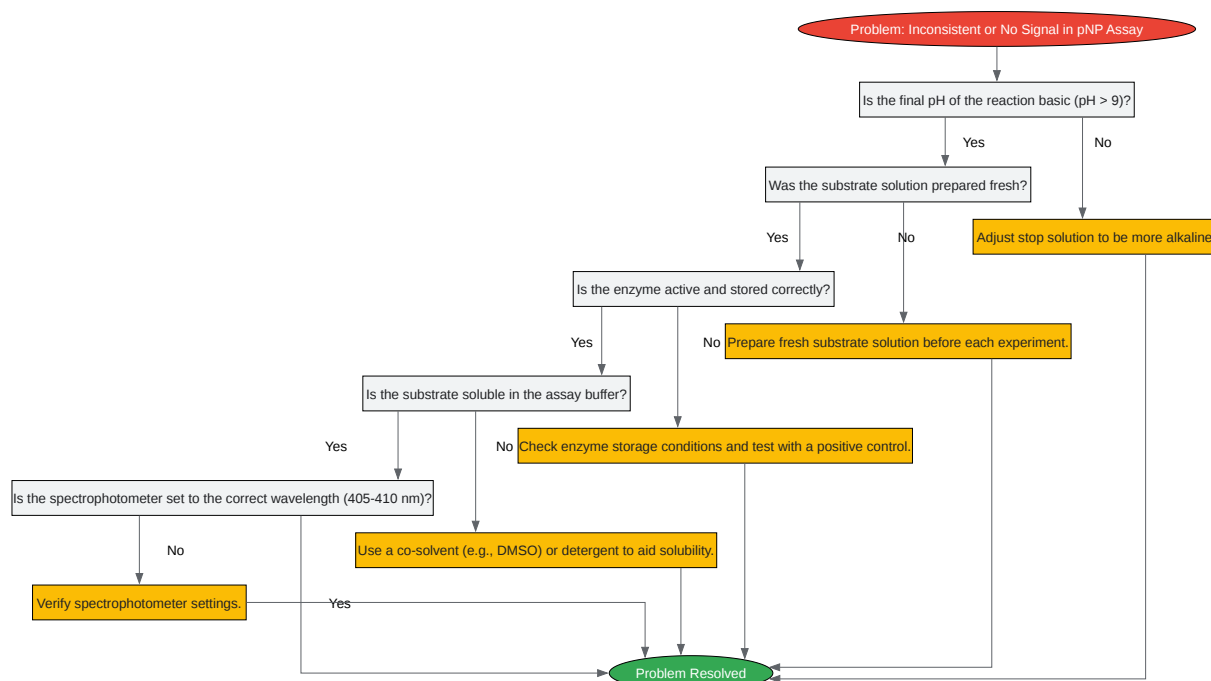 Problem: Inconsistent or No Signal in pNP Assay
Is the final pH of the reaction basic (pH > 9)?
Yes
No
Was the substrate solution prepared fresh?
Yes
No
Adjust stop solution to be more alkaline
Is the enzyme active and stored correctly?
Yes
No
Prepare fresh substrate solution before each experiment.
Is the substrate soluble in the assay buffer?
Yes
No
Check enzyme storage conditions and test with a positive control.
Is the spectrophotometer set to the correct wavelength (405-410 nm)?
No
Use a co-solvent (e.g., DMSO) or detergent to aid solubility.
Verify spectrophotometer settings.
Yes
Problem Resolved